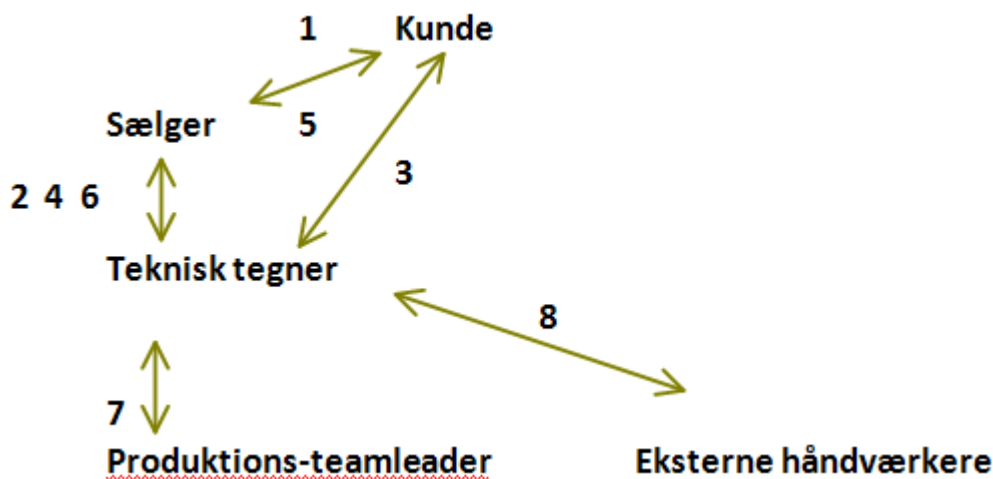 1 Kunde
Sælger 5
2 4 6 3
Teknisk tegner
8
7
Produktions-teamleader Eksterne håndværkere